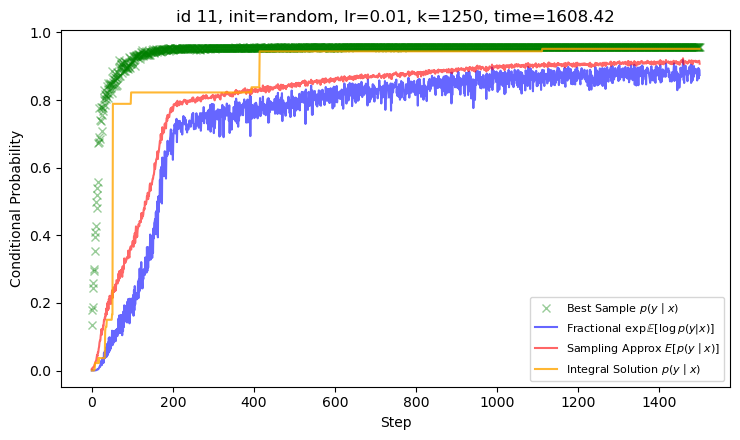 id 11, init=random, lr=0.01, k=1250, time=1608.42
Conditional Probability
1.0
0.8
0.6
0.4
0.2
0.0
0 200 400 600 800 1000 1200 1400
Step
Best Sample p(y | x)
Fractional exp𝔼[log p(y|x)]
Sampling Approx E[p(y | x)]
Integral Solution p(y | x)